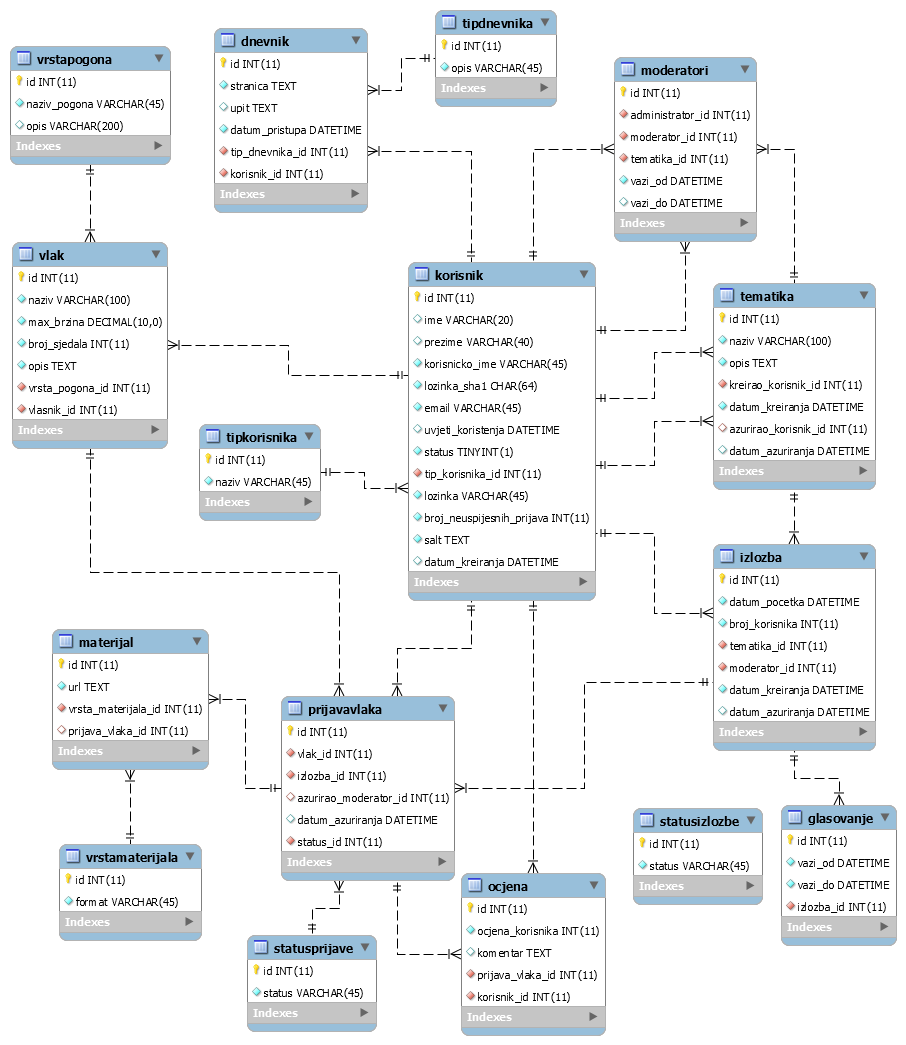 vrstapogona
id INT(11)
naziv_pogona VARCHAR(45)
opis VARCHAR(200)
Indexes
dnevnik
id INT(11)
stranica TEXT
upit TEXT
datum_pristupa DATETIME
tip_dnevnika_id INT(11)
korisnik_id INT(11)
Indexes
tipdnevnika
id INT(11)
opis VARCHAR(45)
Indexes
moderatori
id INT(11)
administrator_id INT(11)
moderator_id INT(11)
tematika_id INT(11)
vazi_od DATETIME
vazi_do DATETIME
Indexes
vlak
id INT(11)
naziv VARCHAR(100)
max_brzina DECIMAL(10,0)
broj_sjedala INT(11)
opis TEXT
vrsta_pogona_id INT(11)
vlasnik_id INT(11)
Indexes
korisnik
id INT(11)
ime VARCHAR(20)
prezime VARCHAR(40)
korisnicko_ime VARCHAR(45)
lozinka_sha1 CHAR(64)
email VARCHAR(45)
uvjeti_koristenja DATETIME
status TINYINT(1)
tip_korisnika_id INT(11)
lozinka VARCHAR(45)
broj_neuspijesnih_prijava INT(11)
salt TEXT
datum_kreiranja DATETIME
Indexes
tematika
id INT(11)
naziv VARCHAR(100)
opis TEXT
kreirao_korisnik_id INT(11)
datum_kreiranja DATETIME
azurirao_korisnik_id INT(11)
datum_azuriranja DATETIME
Indexes
tipkorisnika
id INT(11)
naziv VARCHAR(45)
Indexes
izlozba
id INT(11)
datum_pocetka DATETIME
broj_korisnika INT(11)
tematika_id INT(11)
moderator_id INT(11)
datum_kreiranja DATETIME
datum_azuriranja DATETIME
Indexes
materijal
id INT(11)
url TEXT
vrsta_materijala_id INT(11)
prijava_vlaka_id INT(11)
Indexes
prijavavlaka
id INT(11)
vlak_id INT(11)
izlozba_id INT(11)
azurirao_moderator_id INT(11)
datum_azuriranja DATETIME
status_id INT(11)
Indexes
statusizlozbe
id INT(11)
status VARCHAR(45)
Indexes
glasovanje
id INT(11)
vazi_od DATETIME
vazi_do DATETIME
izlozba_id INT(11)
Indexes
vrstamaterijala
id INT(11)
format VARCHAR(45)
Indexes
ocjena
id INT(11)
ocjena_korisnika INT(11)
komentar TEXT
prijava_vlaka_id INT(11)
korisnik_id INT(11)
Indexes
statusprijave
id INT(11)
status VARCHAR(45)
Indexes